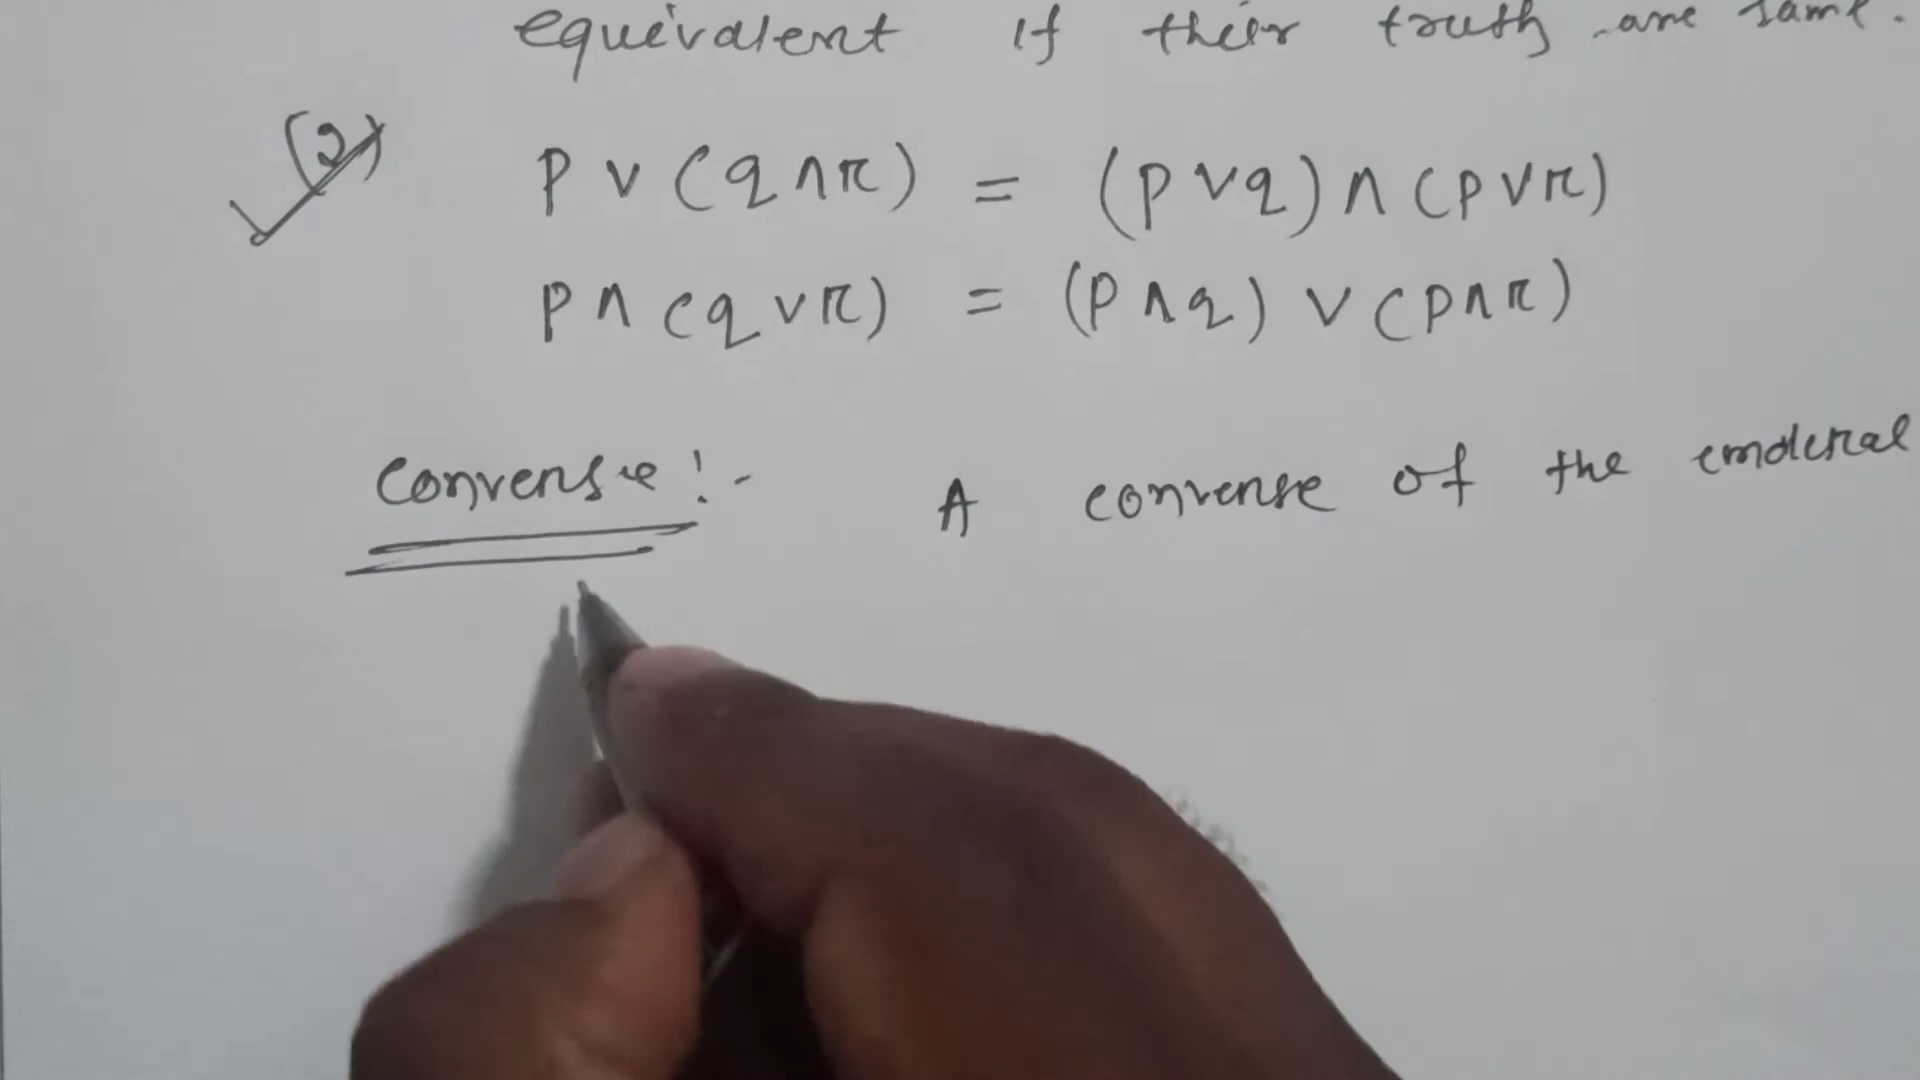 equivalent if their truth are same.
(2) p ∨ (q ∧ r) = (p ∨ q) ∧ (p ∨ r)
p ∧ (q ∨ r) = (p ∧ q) ∨ (p ∧ r)
Converse :- A converse of the